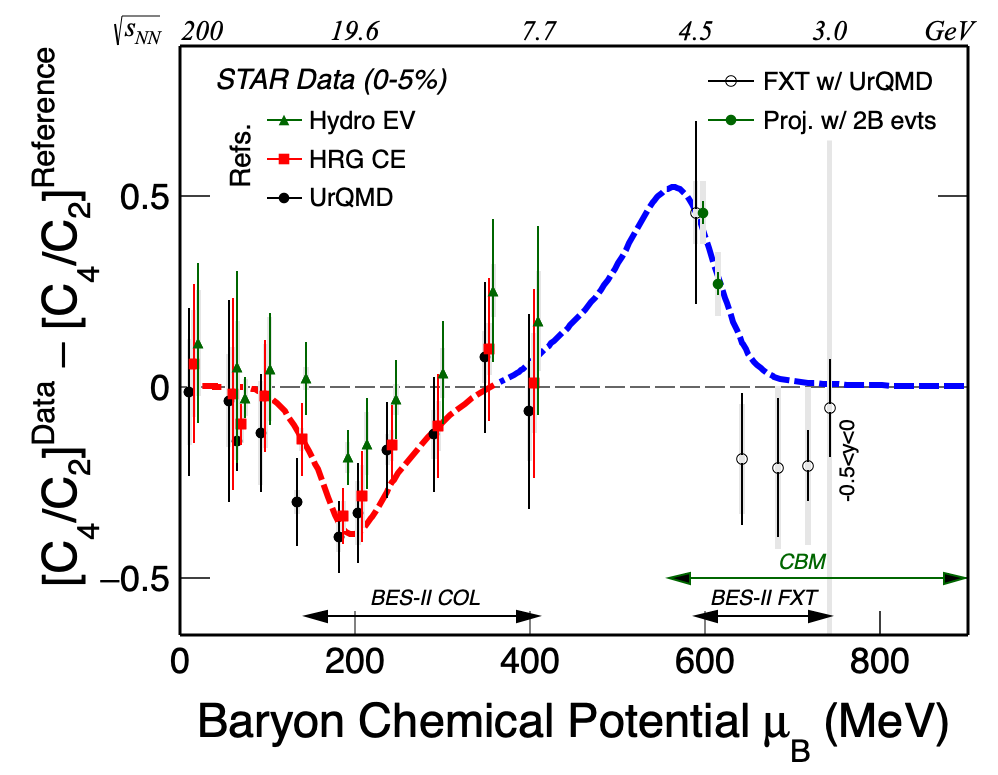 √sNN 200 19.6 7.7 4.5 3.0 GeV
[C4/C2]Data − [C4/C2]Reference
STAR Data (0-5%)
Refs.
Hydro EV
HRG CE
UrQMD
FXT w/ UrQMD
Proj. w/ 2B evts
0.5
0
−0.5
-0.5<y<0
CBM
BES-II COL
BES-II FXT
0 200 400 600 800
Baryon Chemical Potential μB (MeV)